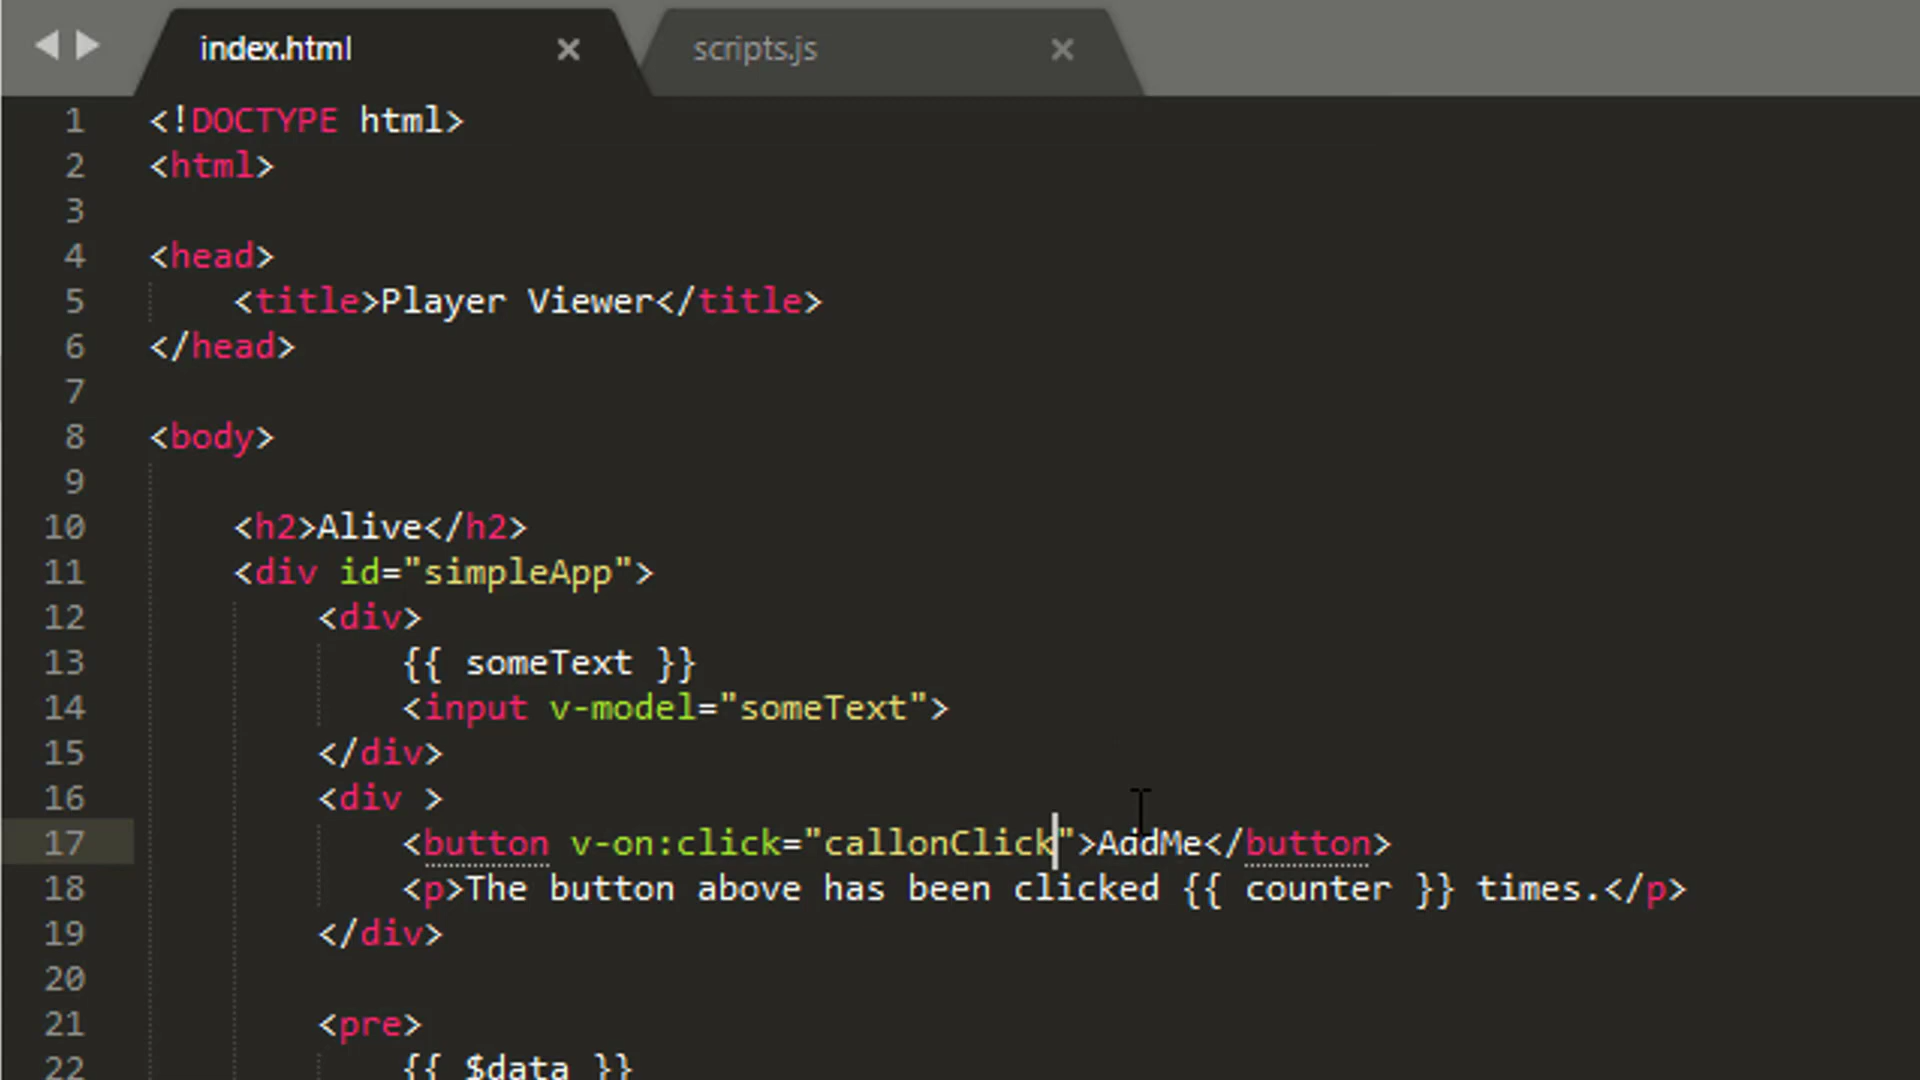 index.html × scripts.js ×
1 <!DOCTYPE html>
2 <html>
3
4 <head>
5 <title>Player Viewer</title>
6 </head>
7
8 <body>
9
10 <h2>Alive</h2>
11 <div id="simpleApp">
12 <div>
13 {{ someText }}
14 <input v-model="someText">
15 </div>
16 <div >
17 <button v-on:click="callonClick">AddMe</button>
18 <p>The button above has been clicked {{ counter }} times.</p>
19 </div>
20
21 <pre>
22 {{ $data }}